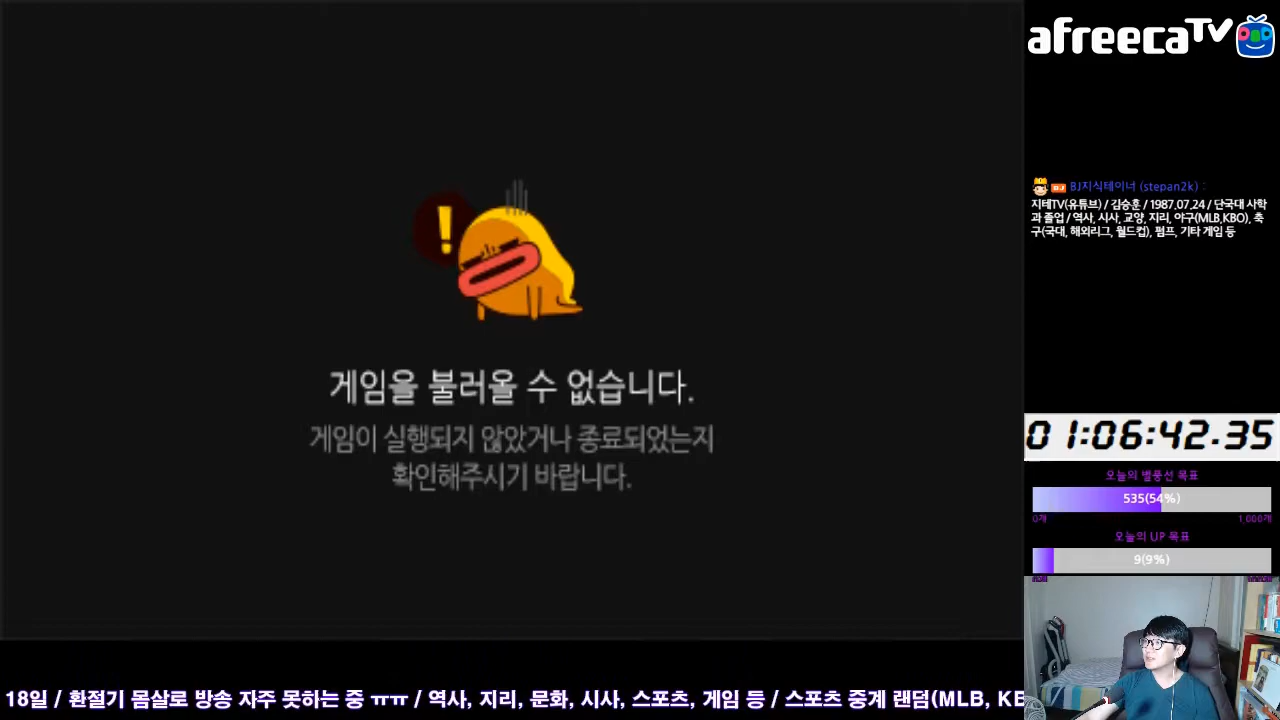 afreecaTV
BJ BJ지식테이너 (stepan2k) :
지테TV(유튜브) / 김승훈 / 1987.07.24 / 단국대 사학
과 졸업 / 역사, 시사, 교양, 지리, 야구(MLB,KBO), 축
구(국대, 해외리그, 월드컵), 펌프, 기타 게임 등
!
게임을 불러올 수 없습니다.
게임이 실행되지 않았거나 종료되었는지
확인해주시기 바랍니다.
01:06:42.35
오늘의 별풍선 목표
535(54%)
0개 1,000개
오늘의 UP 목표
9(9%)
18일 / 환절기 몸살로 방송 자주 못하는 중 ㅠㅠ / 역사, 지리, 문화, 시사, 스포츠, 게임 등 / 스포츠 중계 랜덤(MLB, KB